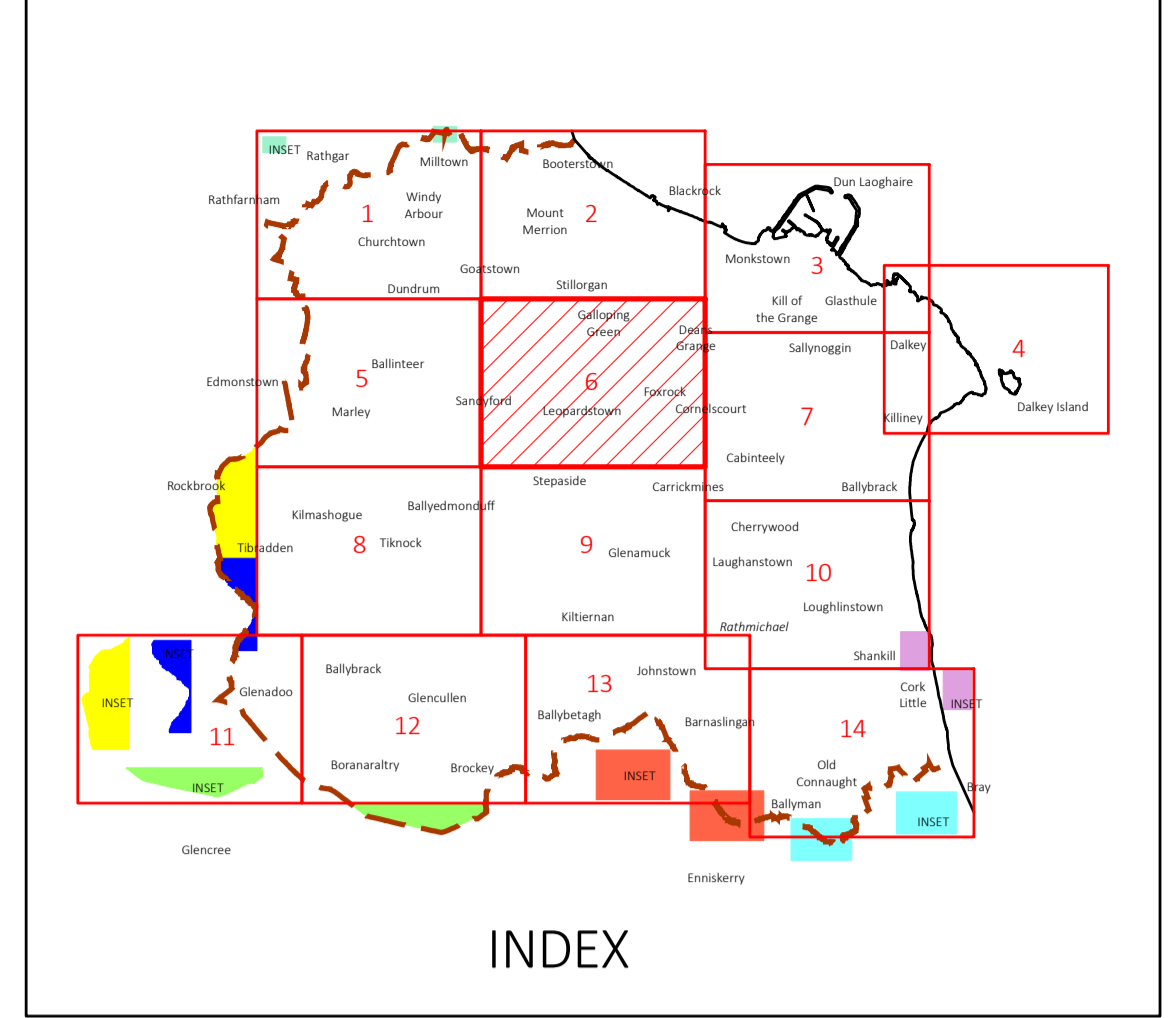 INSET
Rathgar
Milltown
Booterstown
Rathfarnham
Windy
Arbour
1
Churchtown
Goatstown
Dundrum
Mount
Merrion
2
Stillorgan
Blackrock
Dun Laoghaire
Monkstown
3
Kill of
the Grange
Glasthule
4
Dalkey Island
Dalkey
Killiney
Edmonstown
Ballinteer
5
Marley
Sandyford
Galloping
Green
Deans
Grange
6
Foxrock
Leopardstown
Cornelscourt
Sallynoggin
7
Cabinteely
Ballybrack
Rockbrook
Tibradden
Kilmashogue
Ballyedmonduff
8
Tiknock
Stepaside
Carrickmines
9
Glenamuck
Kiltiernan
Cherrywood
Laughanstown
10
Loughlinstown
Rathmichael
Shankill
INSET
INSET
Glenadoo
11
INSET
Ballybrack
Glencullen
12
Boranaraltry
Brockey
Johnstown
13
Ballybetagh
Barnaslingan
INSET
Cork
Little
INSET
14
Old
Connaught
Bray
Ballyman
INSET
Glencree
Enniskerry
INDEX